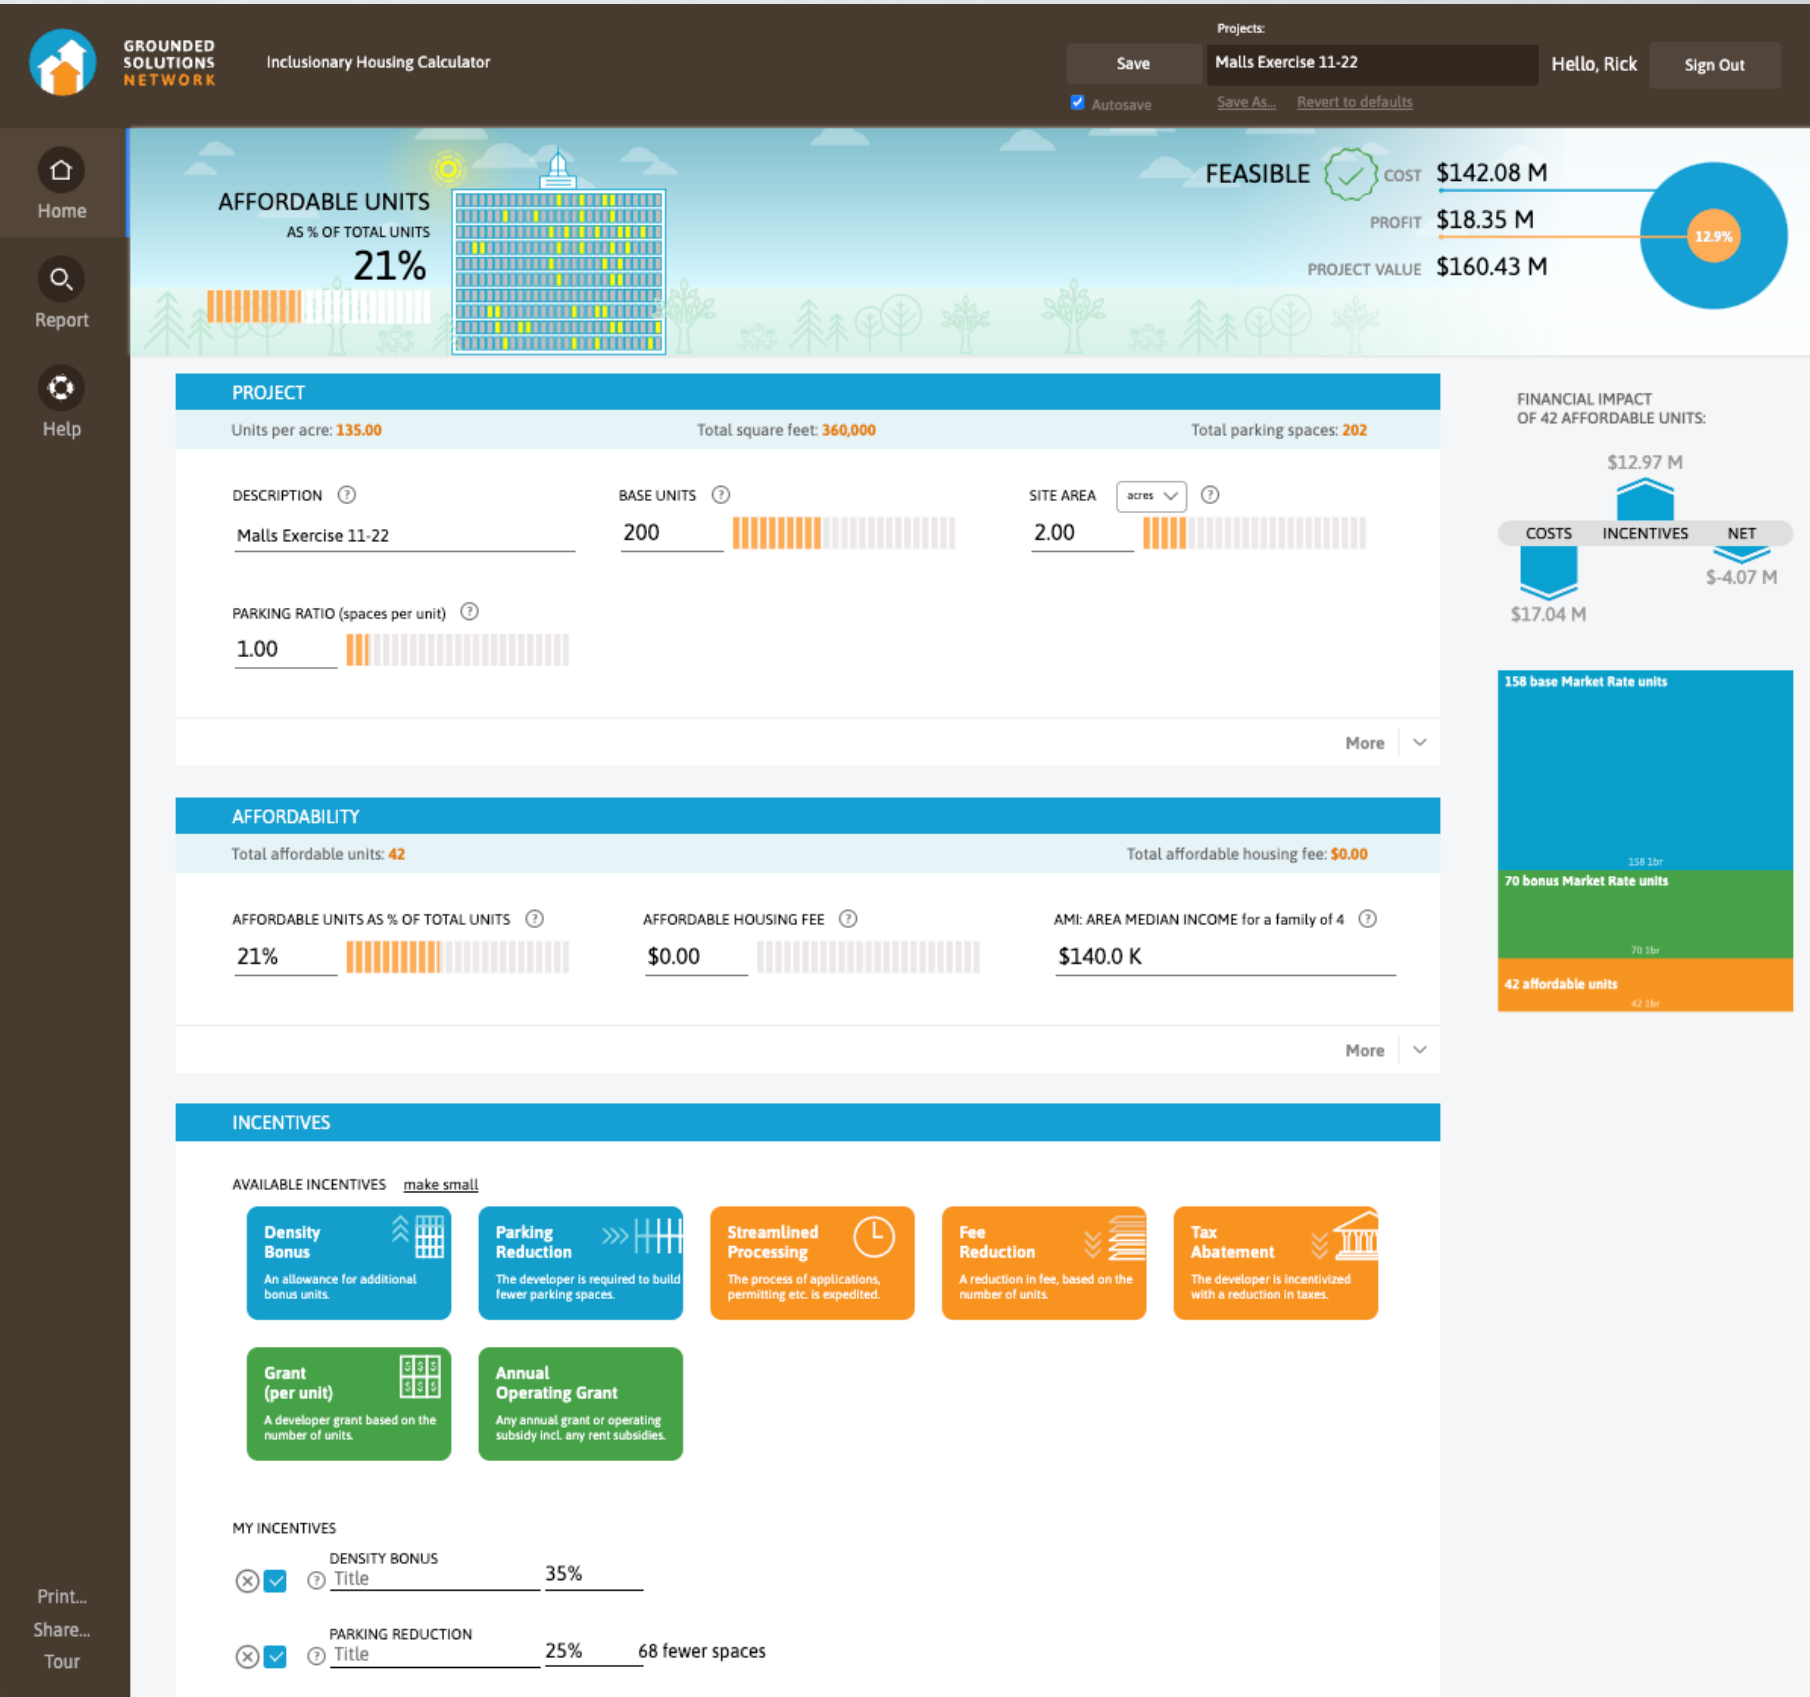 GROUNDED
SOLUTIONS
NETWORK
Inclusionary Housing Calculator
Projects:
Save
Malls Exercise 11-22
Hello, Rick
Sign Out
Autosave
Save As...
Revert to defaults
Home
Report
Help
Print...
Share...
Tour
AFFORDABLE UNITS
AS % OF TOTAL UNITS
21%
FEASIBLE
COST $142.08 M
PROFIT $18.35 M
PROJECT VALUE $160.43 M
12.9%
PROJECT
Units per acre: 135.00
Total square feet: 360,000
Total parking spaces: 202
DESCRIPTION ?
Malls Exercise 11-22
BASE UNITS ?
200
SITE AREA acres ?
2.00
PARKING RATIO (spaces per unit) ?
1.00
More
AFFORDABILITY
Total affordable units: 42
Total affordable housing fee: $0.00
AFFORDABLE UNITS AS % OF TOTAL UNITS ?
21%
AFFORDABLE HOUSING FEE ?
$0.00
AMI: AREA MEDIAN INCOME for a family of 4 ?
$140.0 K
More
INCENTIVES
AVAILABLE INCENTIVES make small
Density
Bonus
An allowance for additional
bonus units.
Parking
Reduction
The developer is required to build
fewer parking spaces.
Streamlined
Processing
The process of applications,
permitting etc. is expedited.
Fee
Reduction
A reduction in fee, based on the
number of units.
Tax
Abatement
The developer is incentivized
with a reduction in taxes.
Grant
(per unit)
$ $ $
$ $ $
A developer grant based on the
number of units.
Annual
Operating Grant
Any annual grant or operating
subsidy incl. any rent subsidies.
MY INCENTIVES
DENSITY BONUS
? Title 35%
PARKING REDUCTION
? Title 25% 68 fewer spaces
FINANCIAL IMPACT
OF 42 AFFORDABLE UNITS:
$12.97 M
COSTS INCENTIVES NET
$-4.07 M
$17.04 M
158 base Market Rate units
158 1br
70 bonus Market Rate units
70 1br
42 affordable units
42 1br